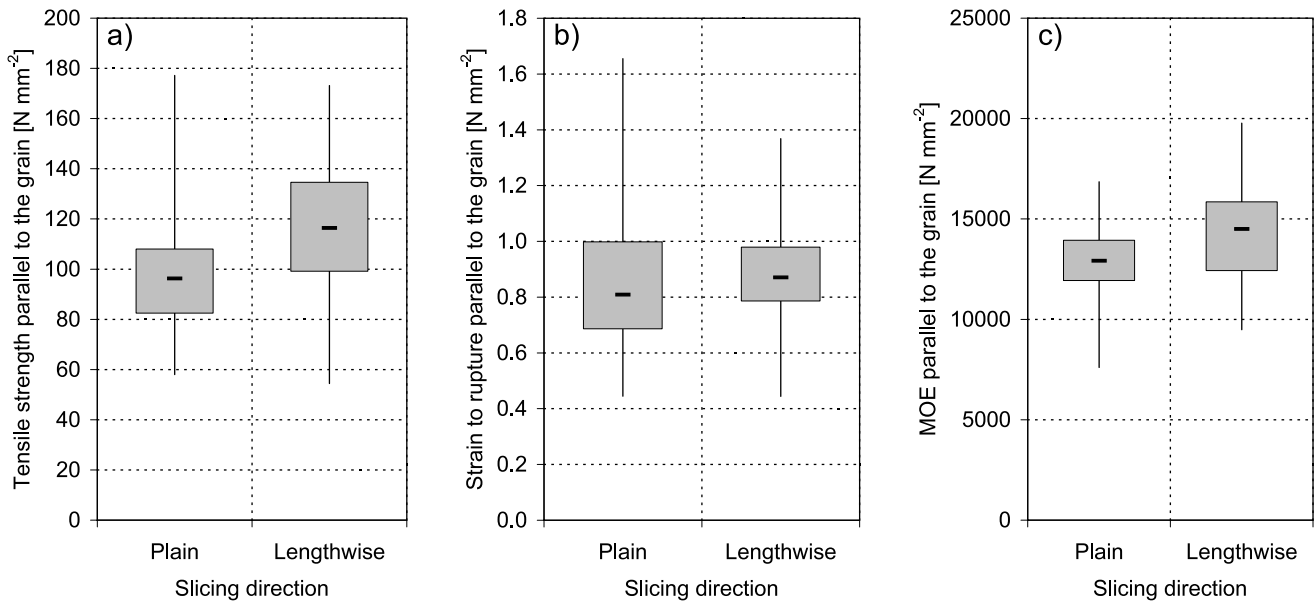 a)
Tensile strength parallel to the grain [N mm⁻²]
200
180
160
140
120
100
80
60
40
20
0
Plain
Lengthwise
Slicing direction
b)
Strain to rupture parallel to the grain [N mm⁻²]
1.8
1.6
1.4
1.2
1.0
0.8
0.6
0.4
0.2
0.0
Plain
Lengthwise
Slicing direction
c)
MOE parallel to the grain [N mm⁻²]
25000
20000
15000
10000
5000
0
Plain
Lengthwise
Slicing direction